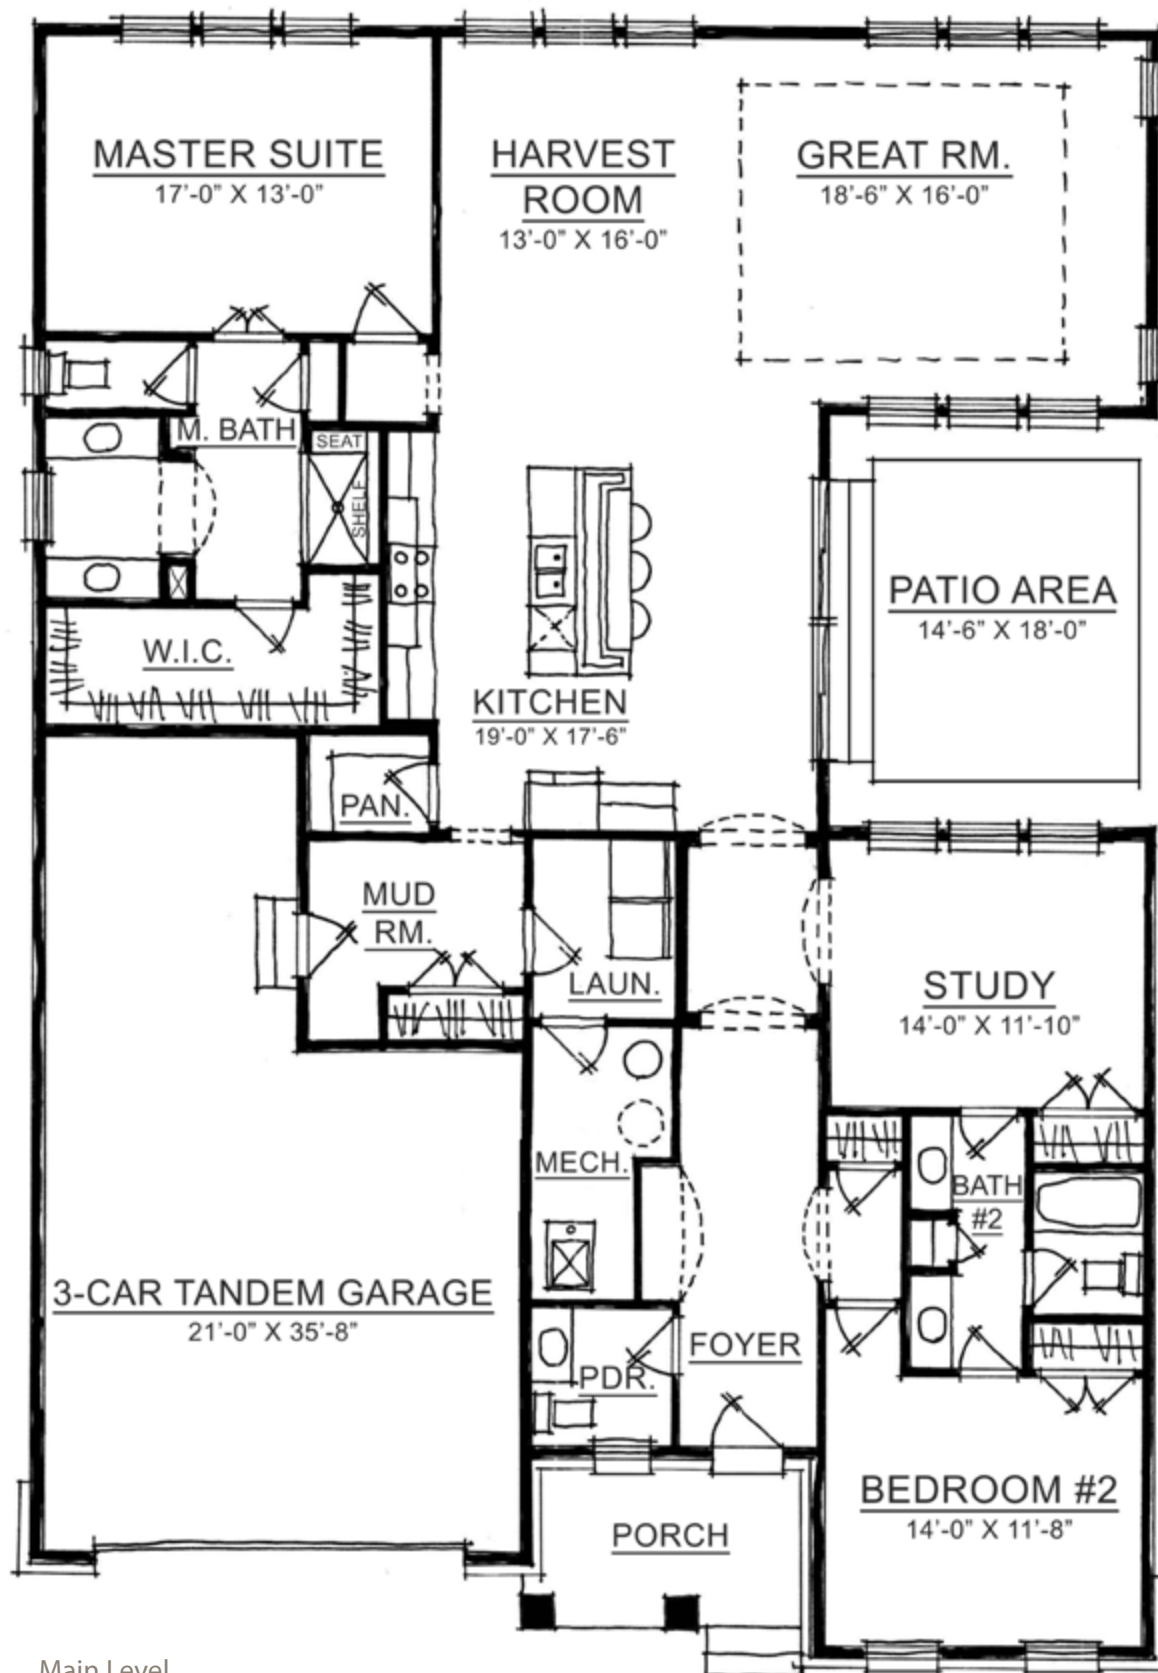 MASTER SUITE
17'-0” X 13'-0”
HARVEST
ROOM
13'-0” X 16'-0”
GREAT RM.
18'-6” X 16'-0”
M. BATH
SEAT
SHELF
W.I.C.
KITCHEN
19'-0” X 17'-6”
PATIO AREA
14'-6” X 18'-0”
PAN.
MUD
RM.
LAUN.
STUDY
14'-0” X 11'-10”
MECH.
BATH
#2
3-CAR TANDEM GARAGE
21'-0” X 35'-8”
FOYER
PDR.
BEDROOM #2
14'-0” X 11'-8”
PORCH
Main Level